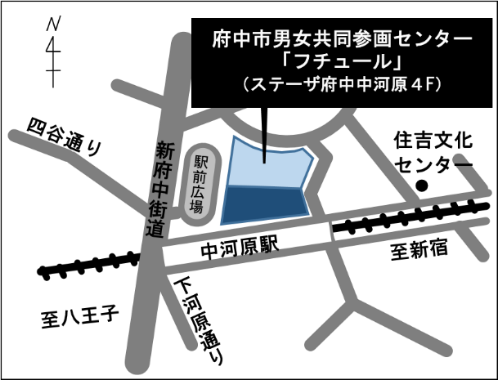 N
府中市男女共同参画センター
「フチュール」
（ステーザ府中中河原４F）
四谷通り
新府中街道
駅前広場
住吉文化
センター
中河原駅
至新宿
至八王子
下河原通り